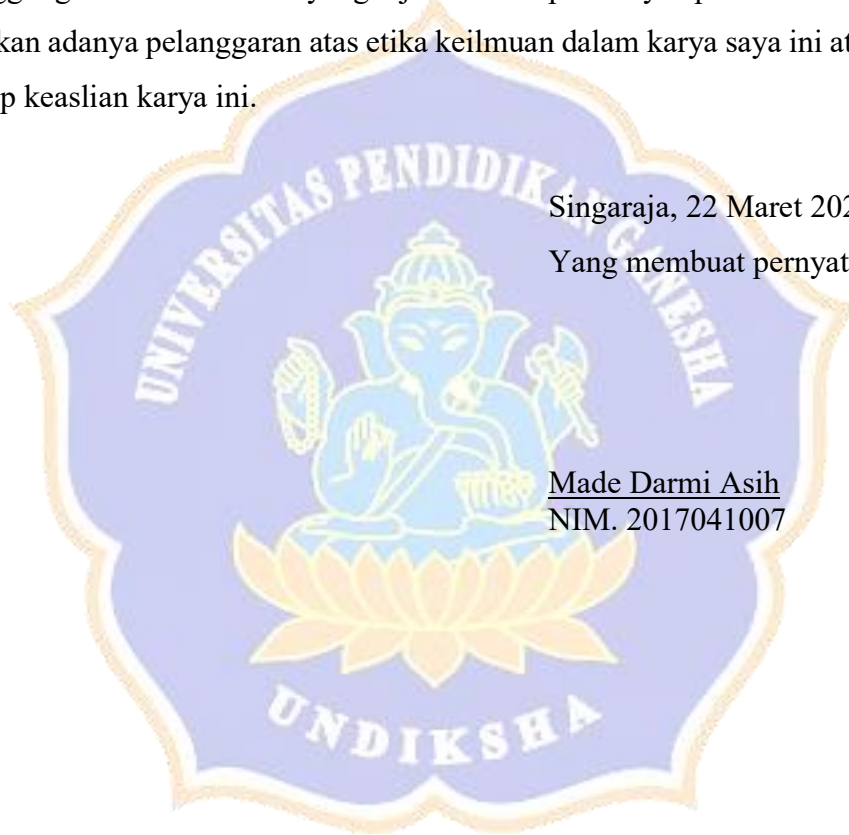 kan adanya pelanggaran atas etika keilmuan dalam karya saya ini at
p keaslian karya ini.
UNIVERSITAS PENDIDIKAN GANESHA
Singaraja, 22 Maret 202
Yang membuat pernyat
Made Darmi Asih
NIM. 2017041007
UNDIKSHA